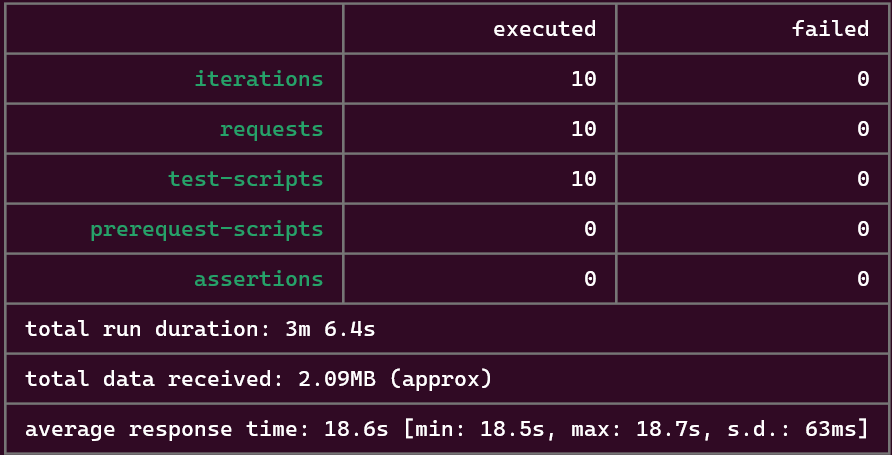 executed failed
iterations 10 0
requests 10 0
test-scripts 10 0
prerequest-scripts 0 0
assertions 0 0
total run duration: 3m 6.4s
total data received: 2.09MB (approx)
average response time: 18.6s [min: 18.5s, max: 18.7s, s.d.: 63ms]